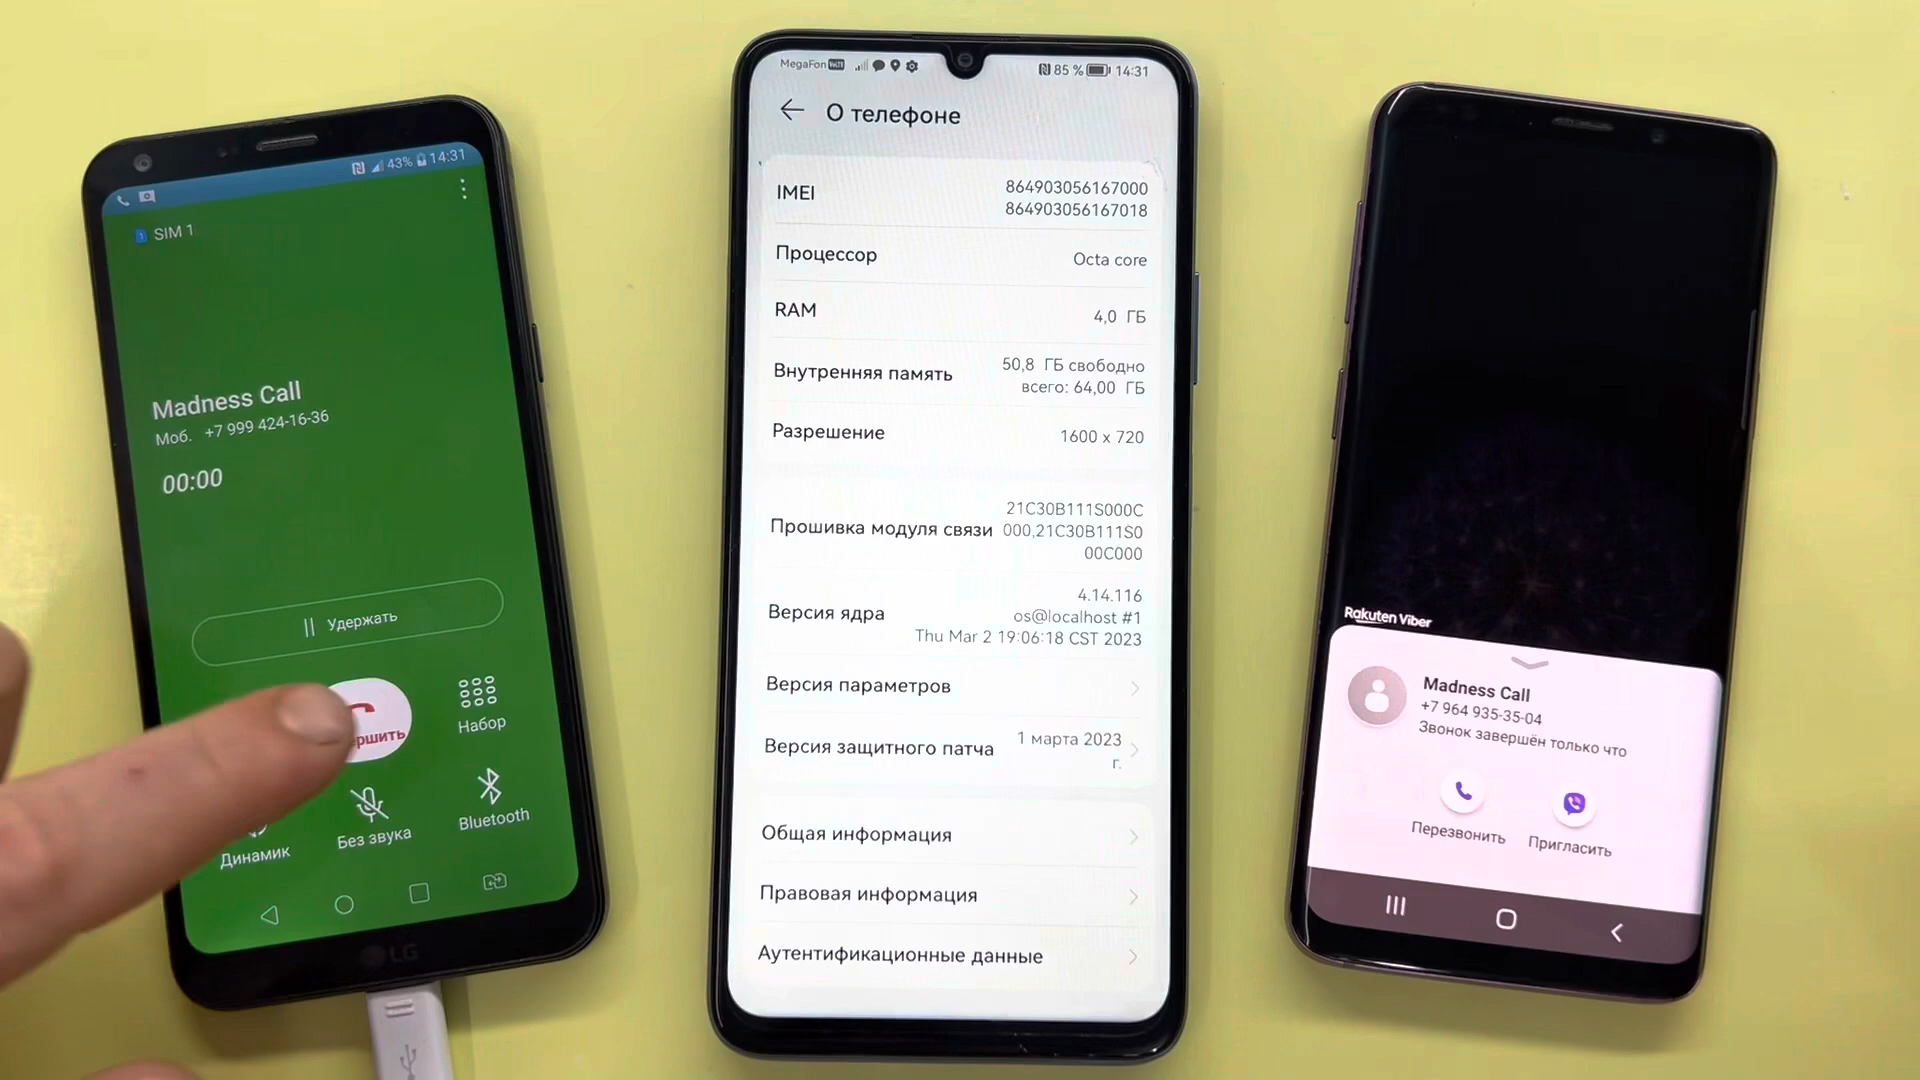 14:31
43%
SIM 1
Madness Call
Моб. +7 999 424-16-36
00:00
Удержать
ершить
Набор
Динамик
Без звука
Bluetooth
LG
MegaFon VoLTE
85 %
14:31
О телефоне
IMEI
864903056167000
864903056167018
Процессор
Octa core
RAM
4,0 ГБ
Внутренняя память
50,8 ГБ свободно
всего: 64,00 ГБ
Разрешение
1600 x 720
Прошивка модуля связи
21C30B111S000C
000,21C30B111S0
00C000
Версия ядра
4.14.116
os@localhost #1
Thu Mar 2 19:06:18 CST 2023
Версия параметров
Версия защитного патча
1 марта 2023
г.
Общая информация
Правовая информация
Аутентификационные данные
Rakuten Viber
Madness Call
+7 964 935-35-04
Звонок завершён только что
Перезвонить
Пригласить